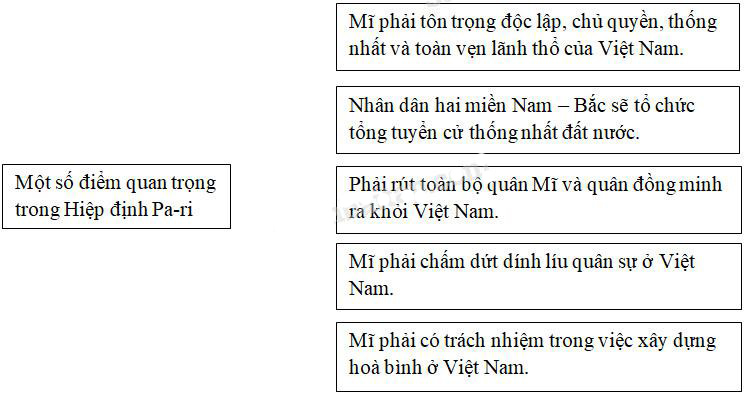 Mĩ phải tôn trọng độc lập, chủ quyền, thống
nhất và toàn vẹn lãnh thổ của Việt Nam.
Nhân dân hai miền Nam – Bắc sẽ tổ chức
tổng tuyển cử thống nhất đất nước.
Một số điểm quan trọng
trong Hiệp định Pa-ri
Phải rút toàn bộ quân Mĩ và quân đồng minh
ra khỏi Việt Nam.
Mĩ phải chấm dứt dính líu quân sự ở Việt
Nam.
Mĩ phải có trách nhiệm trong việc xây dựng
hoà bình ở Việt Nam.